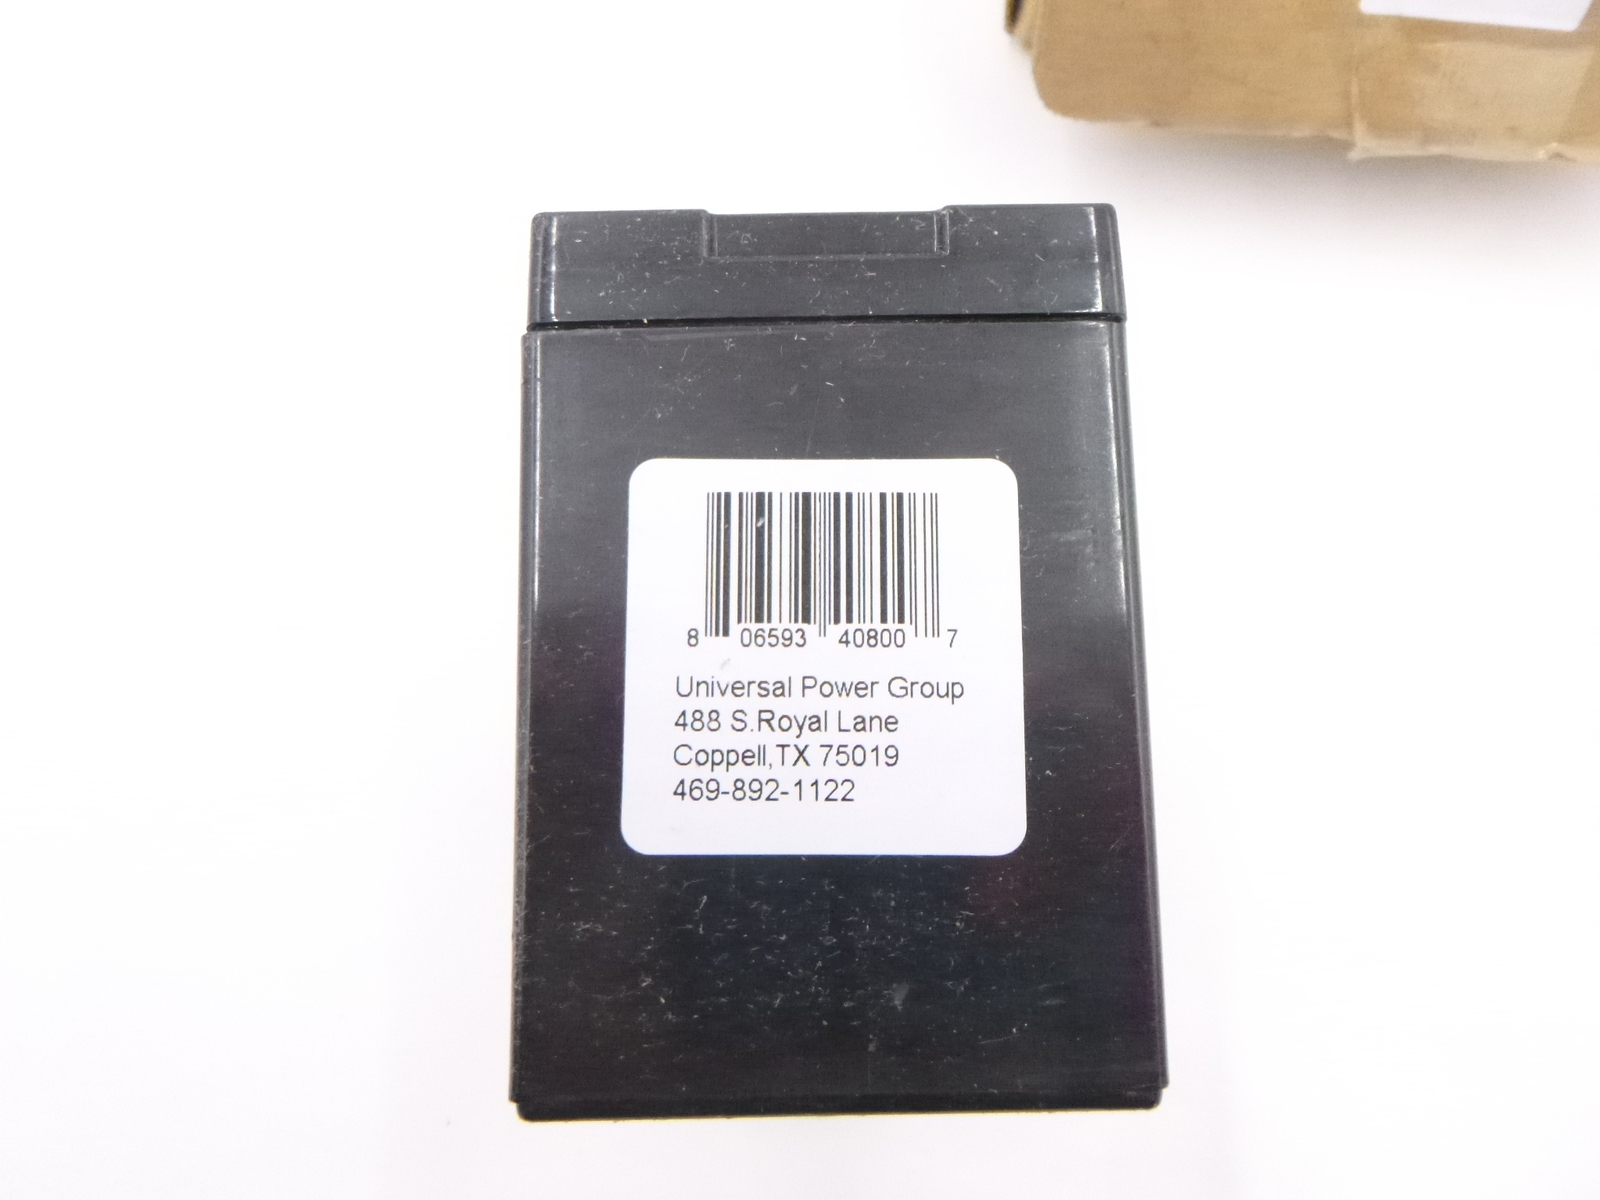 8 06593 40800 7
Universal Power Group
488 S.Royal Lane
Coppell,TX 75019
469-892-1122